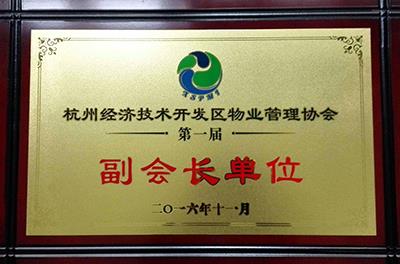 杭州经济技术开发区物业管理协会
第一届
副会长单位
二〇一六年十一月